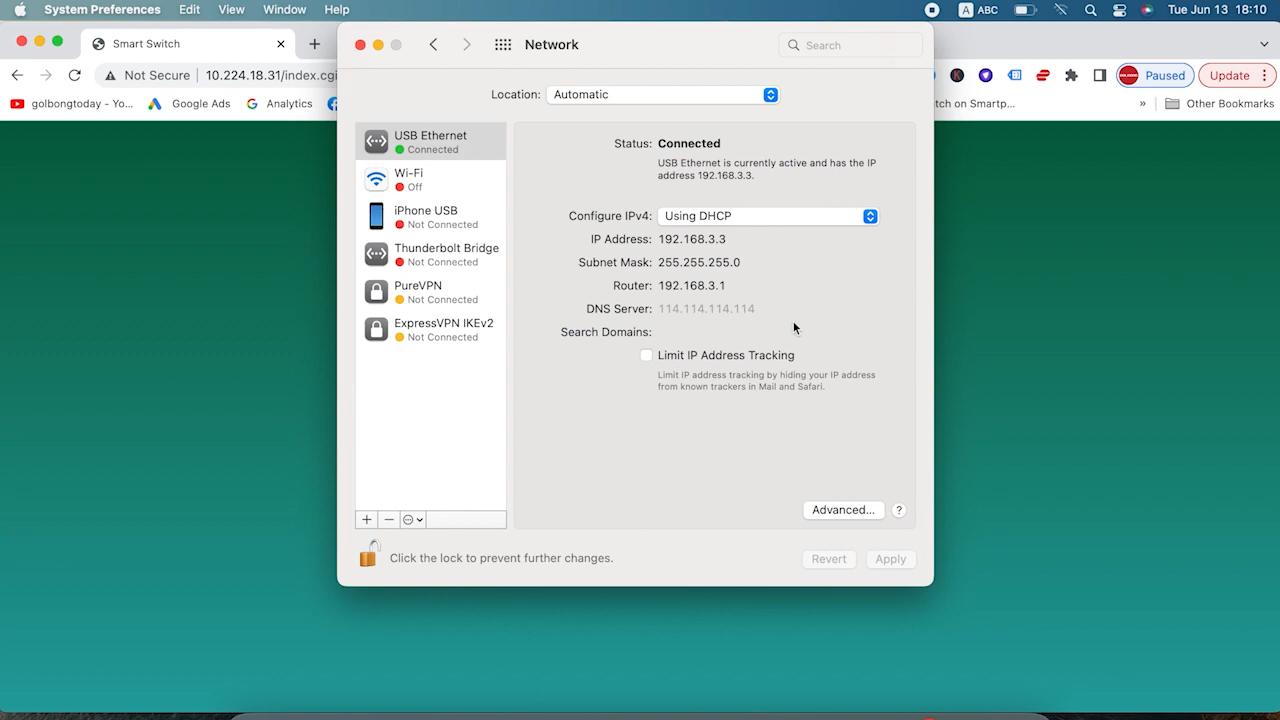 System Preferences Edit View Window Help
A ABC Tue Jun 13 18:10
Smart Switch
Network
Search
Not Secure 10.224.18.31/index.cgi
K Paused Update
golbongtoday - Yo... Google Ads Analytics
tch on Smartp... » Other Bookmarks
Location: Automatic
USB Ethernet
Connected
Wi-Fi
Off
iPhone USB
Not Connected
Thunderbolt Bridge
Not Connected
PureVPN
Not Connected
ExpressVPN IKEv2
Not Connected
Status: Connected
USB Ethernet is currently active and has the IP
address 192.168.3.3.
Configure IPv4: Using DHCP
IP Address: 192.168.3.3
Subnet Mask: 255.255.255.0
Router: 192.168.3.1
DNS Server: 114.114.114.114
Search Domains:
Limit IP Address Tracking
Limit IP address tracking by hiding your IP address
from known trackers in Mail and Safari.
Advanced... ?
Click the lock to prevent further changes.
Revert Apply